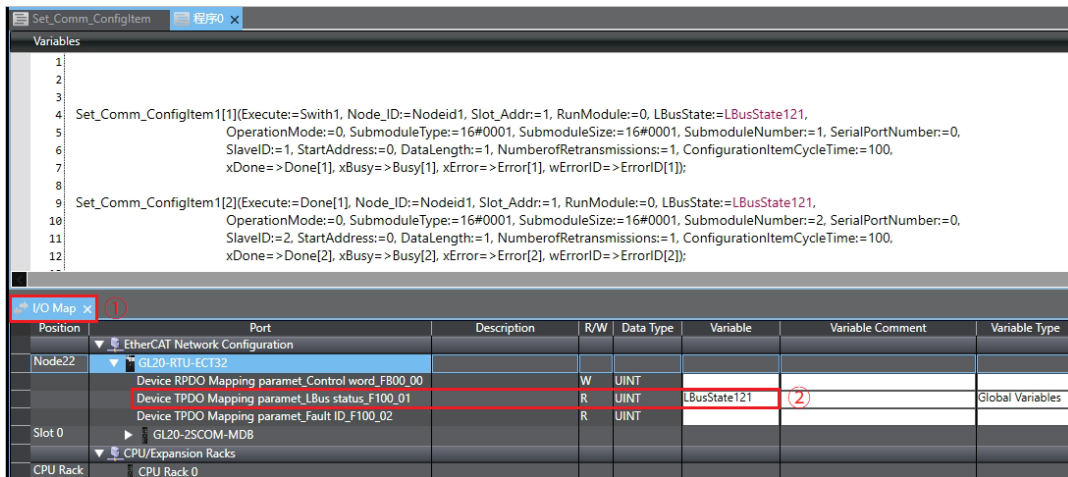 Set_Comm_ConfigItem 程序0 x
Variables
1
2
3
4 Set_Comm_ConfigItem1[1](Execute:=Swith1, Node_ID:=Nodeid1, Slot_Addr:=1, RunModule:=0, LBusState:=LBusState121,
5 OperationMode:=0, SubmoduleType:=16#0001, SubmoduleSize:=16#0001, SubmoduleNumber:=1, SerialPortNumber:=0,
6 SlaveID:=1, StartAddress:=0, DataLength:=1, NumberofRetransmissions:=1, ConfigurationItemCycleTime:=100,
7 xDone=>Done[1], xBusy=>Busy[1], xError=>Error[1], wErrorID=>ErrorID[1]);
8
9 Set_Comm_ConfigItem1[2](Execute:=Done[1], Node_ID:=Nodeid1, Slot_Addr:=1, RunModule:=0, LBusState:=LBusState121,
10 OperationMode:=0, SubmoduleType:=16#0001, SubmoduleSize:=16#0001, SubmoduleNumber:=2, SerialPortNumber:=0,
11 SlaveID:=2, StartAddress:=0, DataLength:=1, NumberofRetransmissions:=1, ConfigurationItemCycleTime:=100,
12 xDone=>Done[2], xBusy=>Busy[2], xError=>Error[2], wErrorID=>ErrorID[2]);
I/O Map x ①
Position Port Description R/W Data Type Variable Variable Comment Variable Type
EtherCAT Network Configuration
Node22 GL20-RTU-ECT32
Device RPDO Mapping paramet_Control word_FB00_00 W UINT
Device TPDO Mapping paramet_LBus status_F100_01 R UINT LBusState121 ② Global Variables
Device TPDO Mapping paramet_Fault ID_F100_02 R UINT
Slot 0 GL20-2SCOM-MDB
CPU/Expansion Racks
CPU Rack CPU Rack 0